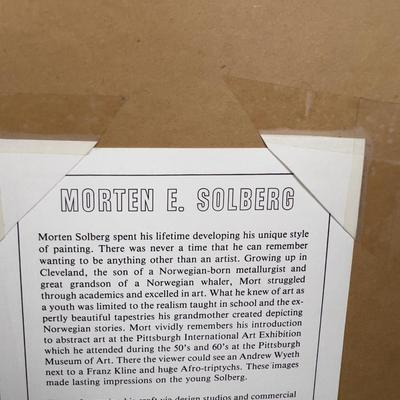 MORTEN E. SOLBERG
Morten Solberg spent his lifetime developing his unique style
of painting. There was never a time that he can remember
wanting to be anything other than an artist. Growing up in
Cleveland, the son of a Norwegian-born metallurgist and
great grandson of a Norwegian whaler, Mort struggled
through academics and excelled in art. What he knew of art as
a youth was limited to the realism taught in school and the ex-
pertly beautiful tapestries his grandmother created depicting
Norwegian stories. Mort vividly remembers his introduction
to abstract art at the Pittsburgh International Art Exhibition
which he attended during the 50's and 60's at the Pittsburgh
Museum of Art. There the viewer could see an Andrew Wyeth
next to a Franz Kline and huge Afro-triptychs. These images
made lasting impressions on the young Solberg.
craft via design studios and commercial